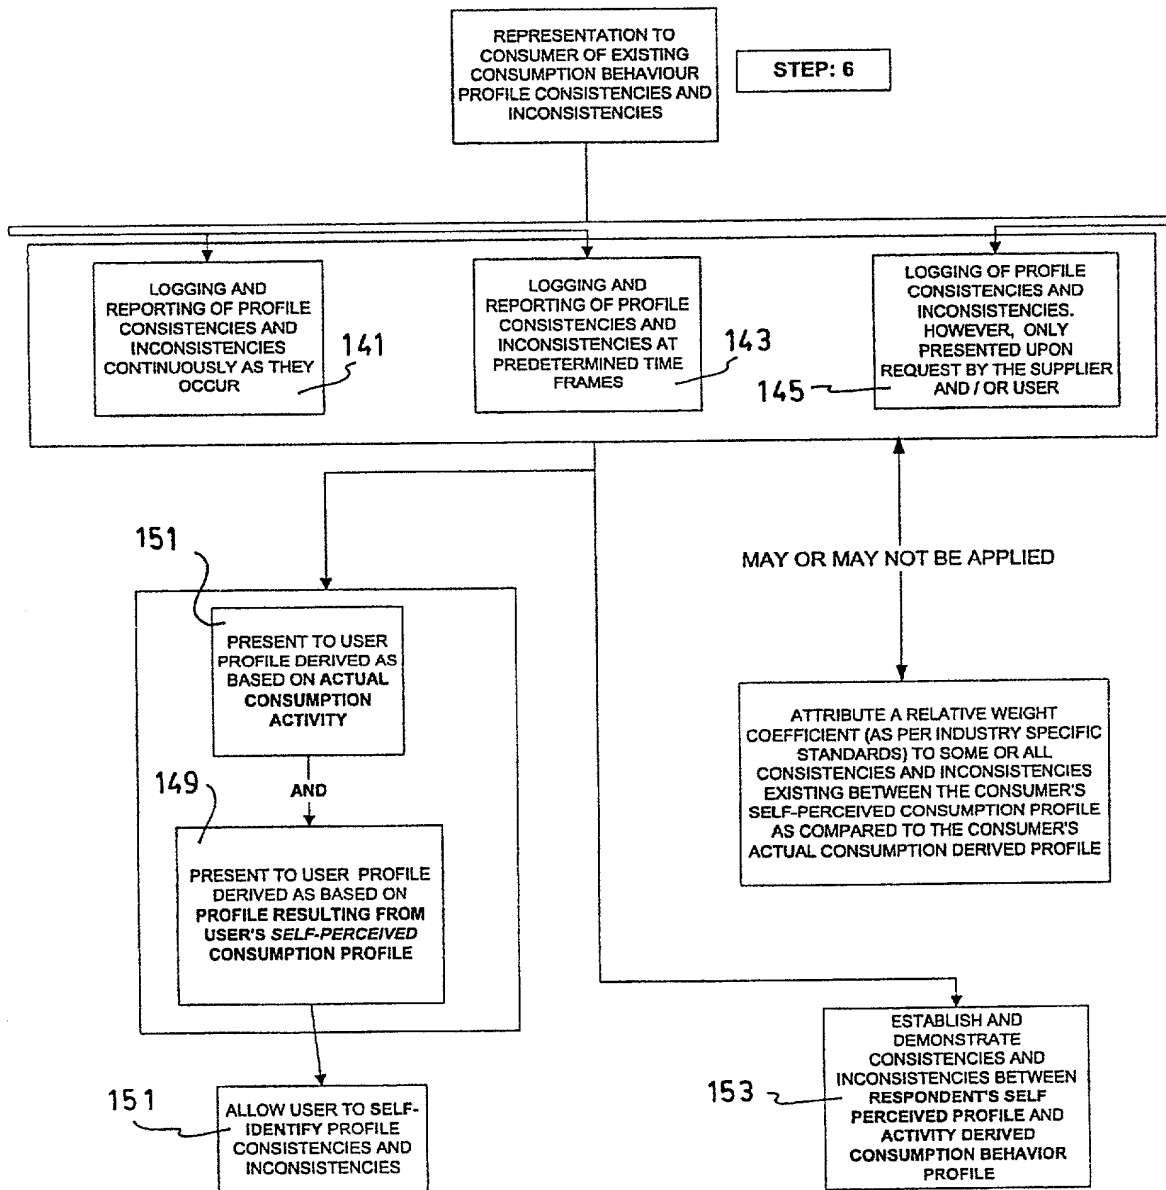 REPRESENTATION TO
CONSUMER OF EXISTING
CONSUMPTION BEHAVIOUR
PROFILE CONSISTENCIES AND
INCONSISTENCIES
STEP: 6
LOGGING AND
REPORTING OF PROFILE
CONSISTENCIES AND
INCONSISTENCIES
CONTINUOUSLY AS THEY
OCCUR
141
LOGGING AND
REPORTING OF PROFILE
CONSISTENCIES AND
INCONSISTENCIES AT
PREDETERMINED TIME
FRAMES
143
LOGGING OF PROFILE
CONSISTENCIES AND
INCONSISTENCIES.
HOWEVER, ONLY
PRESENTED UPON
REQUEST BY THE SUPPLIER
AND / OR USER
145
151
PRESENT TO USER
PROFILE DERIVED AS
BASED ON ACTUAL
CONSUMPTION
ACTIVITY
AND
149
PRESENT TO USER PROFILE
DERIVED AS BASED ON
PROFILE RESULTING FROM
USER'S SELF-PERCEIVED
CONSUMPTION PROFILE
MAY OR MAY NOT BE APPLIED
ATTRIBUTE A RELATIVE WEIGHT
COEFFICIENT (AS PER INDUSTRY SPECIFIC
STANDARDS) TO SOME OR ALL
CONSISTENCIES AND INCONSISTENCIES
EXISTING BETWEEN THE CONSUMER'S
SELF-PERCEIVED CONSUMPTION PROFILE
AS COMPARED TO THE CONSUMER'S
ACTUAL CONSUMPTION DERIVED PROFILE
151
ALLOW USER TO SELF-
IDENTIFY PROFILE
CONSISTENCIES AND
INCONSISTENCIES
153
ESTABLISH AND
DEMONSTRATE
CONSISTENCIES AND
INCONSISTENCIES BETWEEN
RESPONDENT'S SELF
PERCEIVED PROFILE AND
ACTIVITY DERIVED
CONSUMPTION BEHAVIOR
PROFILE